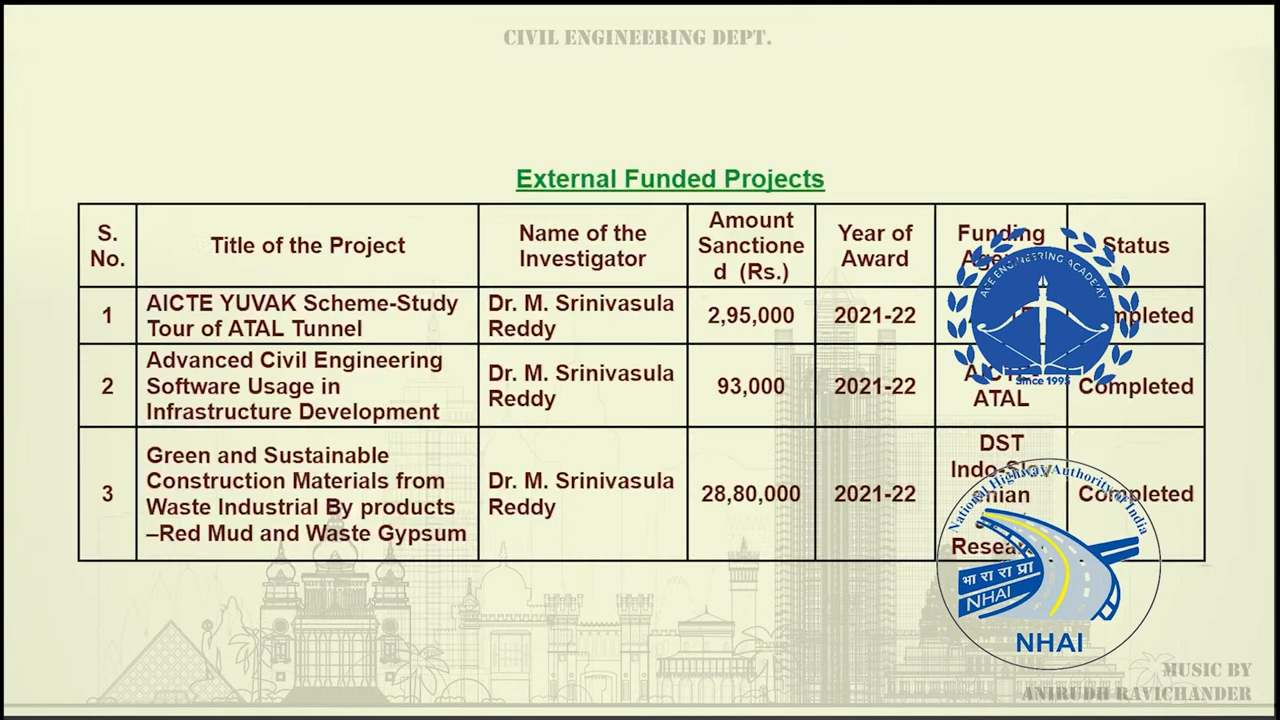 CIVIL ENGINEERING DEPT.
External Funded Projects
S.
No.
Title of the Project
Name of the
Investigator
Amount
Sanctione
d (Rs.)
Year of
Award
Funding
Status
1
AICTE YUVAK Scheme-Study
Tour of ATAL Tunnel
Dr. M. Srinivasula
Reddy
2,95,000
2021-22
2
Advanced Civil Engineering
Software Usage in
Infrastructure Development
Dr. M. Srinivasula
Reddy
93,000
2021-22
ATAL
Completed
3
Green and Sustainable
Construction Materials from
Waste Industrial By products
–Red Mud and Waste Gypsum
Dr. M. Srinivasula
Reddy
28,80,000
2021-22
DST
Completed
ACE ENGINEERING ACADEMY
Since 1995
National Highways Authority of India
भा रा रा प्रा
NHAI
NHAI
MUSIC BY
ANIRUDH RAVICHANDER